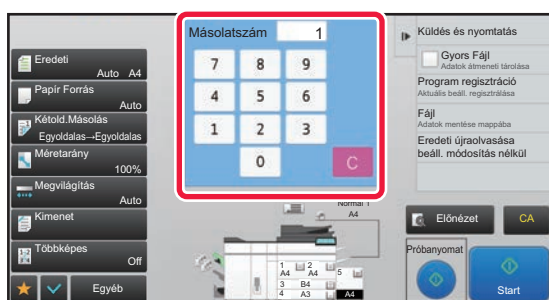 Eredeti
Auto A4
Papír Forrás
Auto
Kétold.Másolás
Egyoldalas→Egyoldalas
Méretarány
100%
Megvilágítás
Auto
Kimenet
Többképes
Off
Egyéb
Másolatszám 1
7 8 9
4 5 6
1 2 3
0 C
Normál 1
A4
1 A4
2 A4
3 B4
4 A3
5
A4
Küldés és nyomtatás
Gyors Fájl
Adatok átmeneti tárolása
Program regisztráció
Aktuális beáll. regisztrálása
Fájl
Adatok mentése mappába
Eredeti újraolvasása
beáll. módosítás nélkül
Előnézet
CA
Próbanyomat
Start